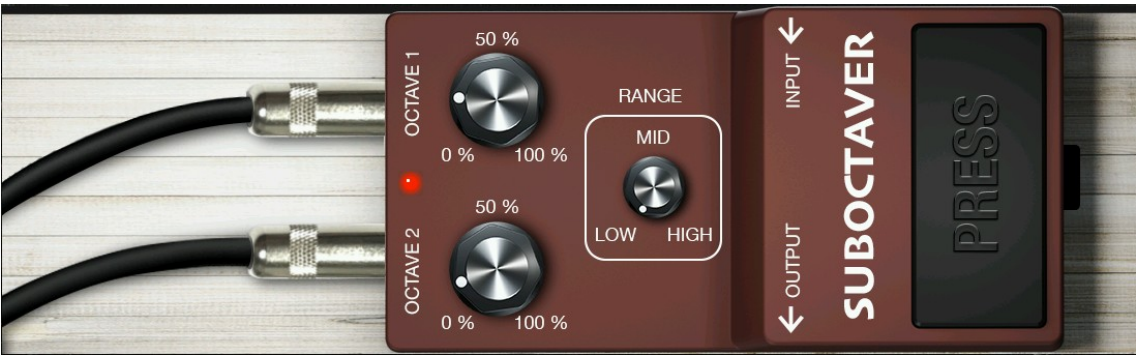 50 %
OCTAVE 1
0 %
100 %
50 %
OCTAVE 2
0 %
100 %
RANGE
MID
LOW
HIGH
INPUT
OUTPUT
SUBOCTAVER
PRESS